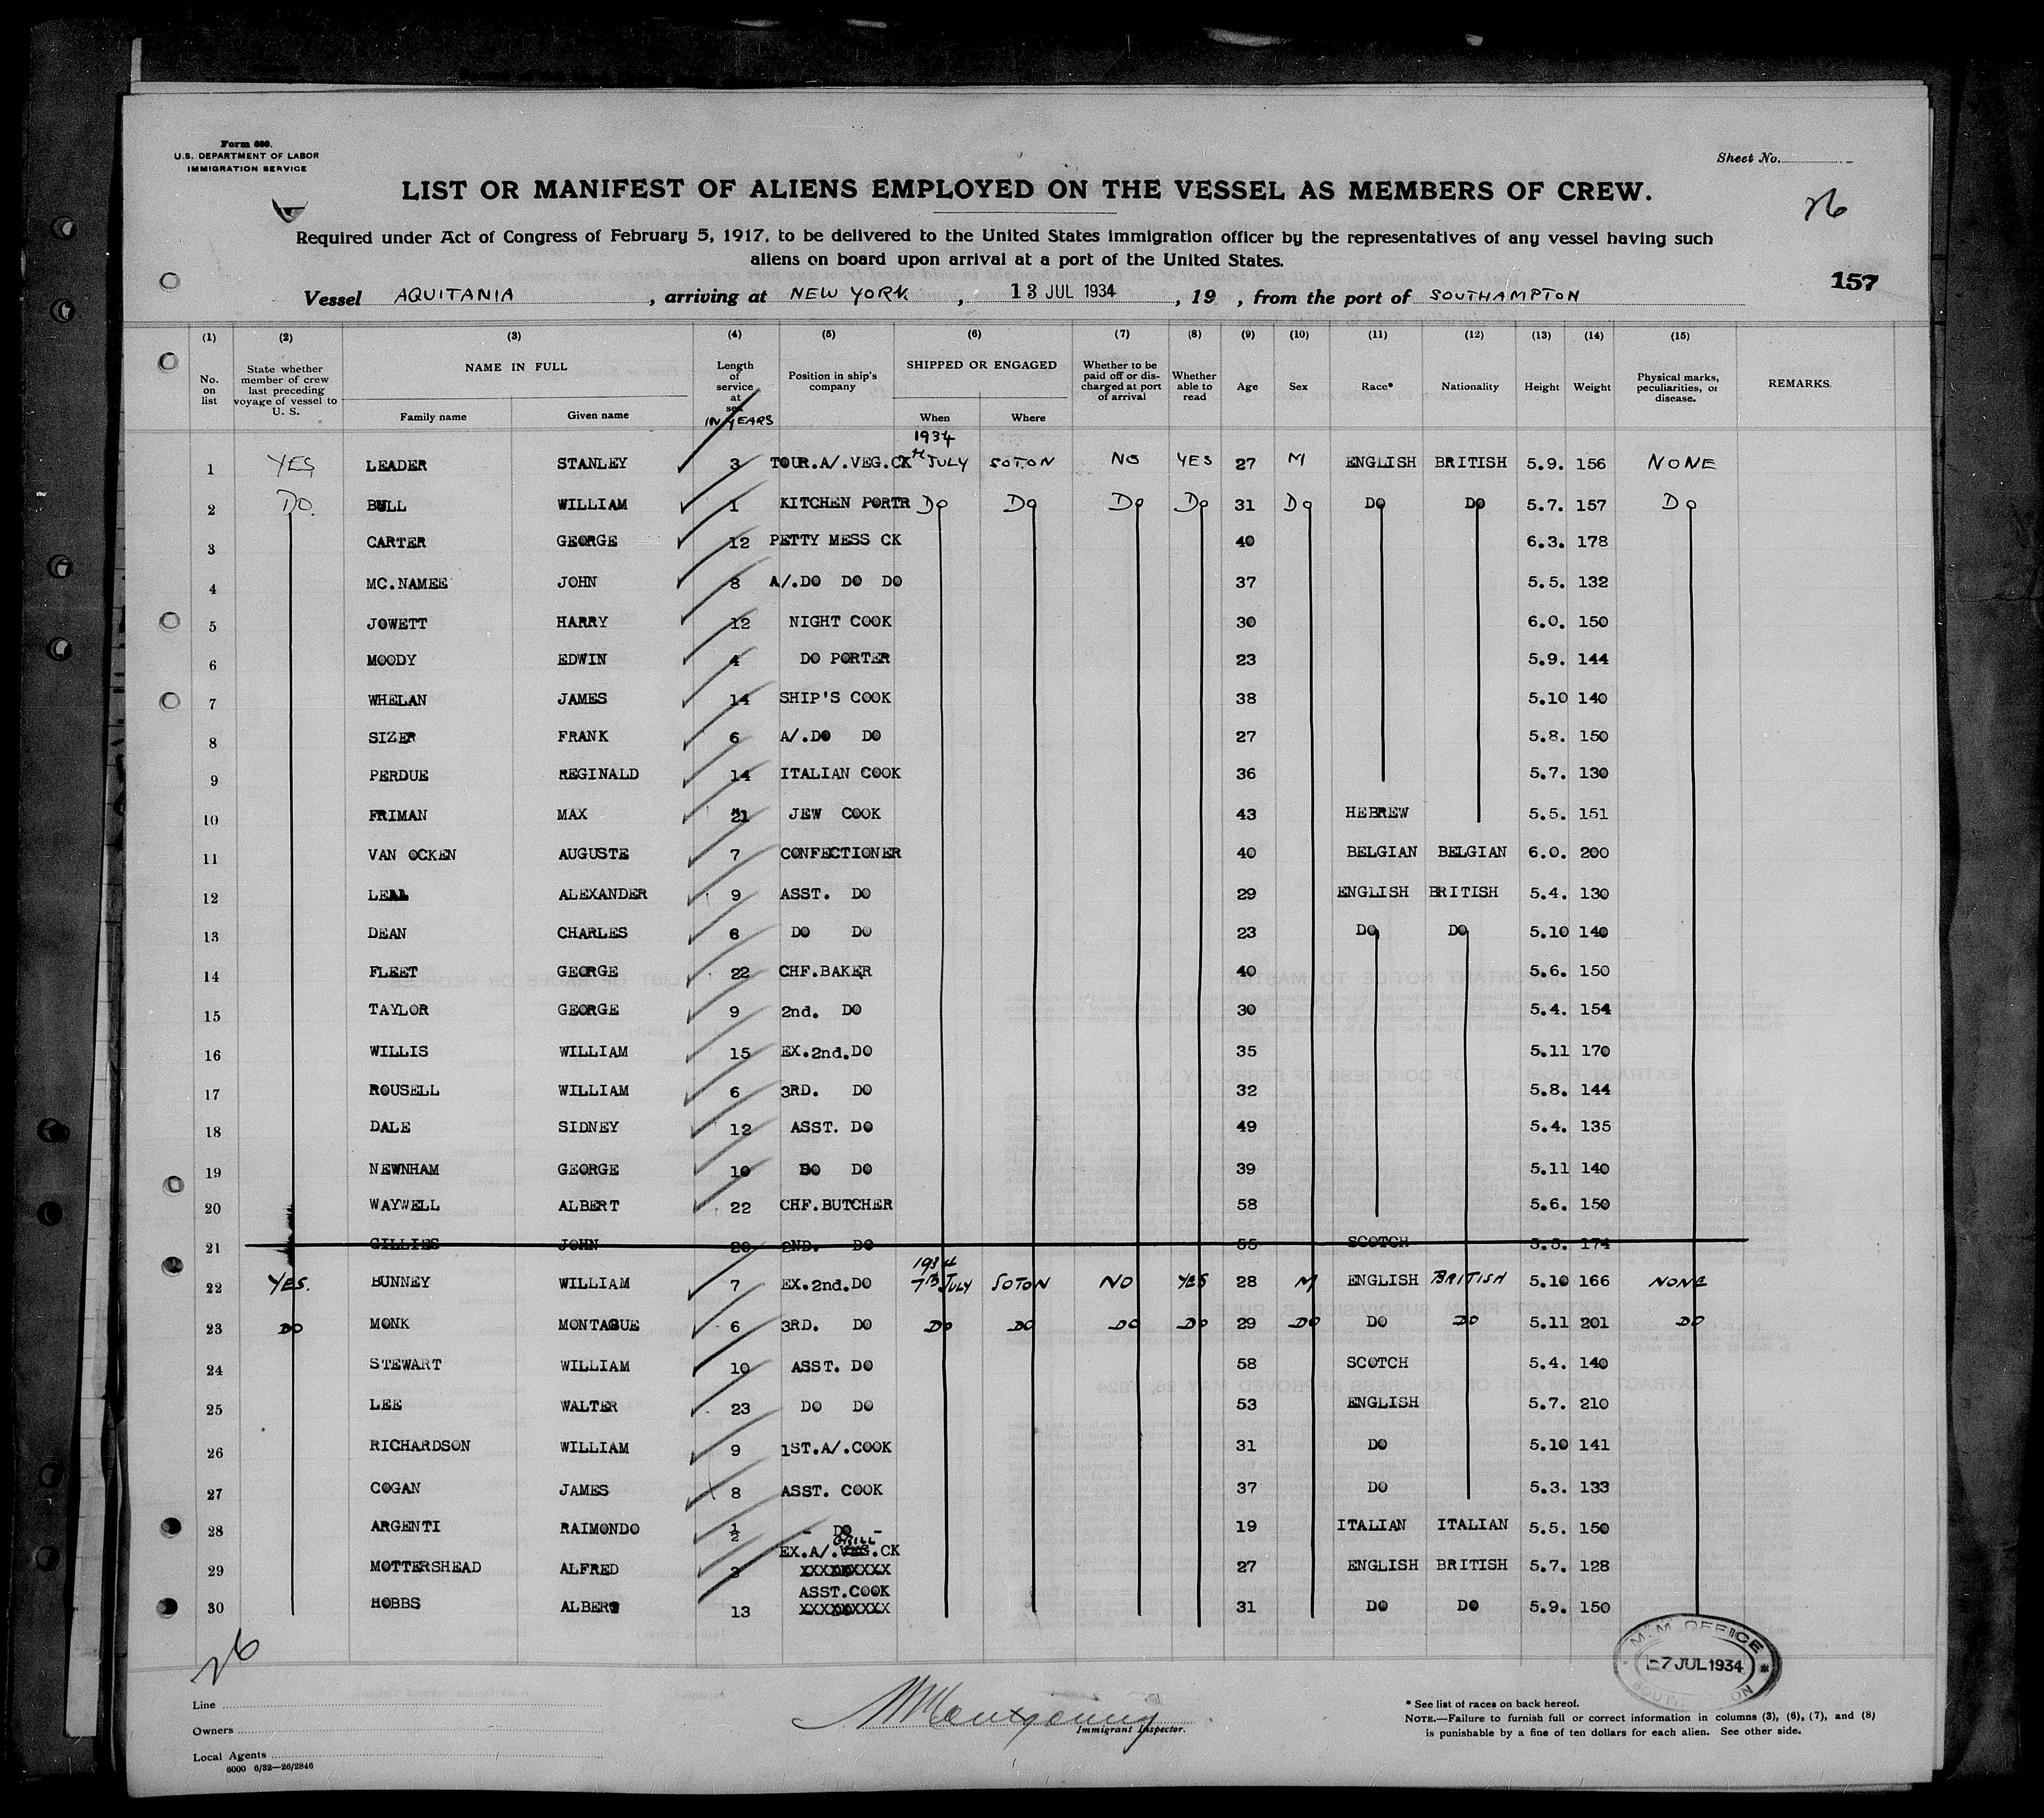 Form 680.
U.S. DEPARTMENT OF LABOR
IMMIGRATION SERVICE
Sheet No.
LIST OR MANIFEST OF ALIENS EMPLOYED ON THE VESSEL AS MEMBERS OF CREW.
26
Required under Act of Congress of February 5, 1917, to be delivered to the United States immigration officer by the representatives of any vessel having such
aliens on board upon arrival at a port of the United States.
157
Vessel AQUITANIA, arriving at NEW YORK, 13 JUL 1934, 19 , from the port of SOUTHAMPTON
(1) (2) (3) (4) (5) (6) (7) (8) (9) (10) (11) (12) (13) (14) (15)
No. on list State whether member of crew last preceding voyage of vessel to U. S. NAME IN FULL Family name Given name Length of service at sea IN YEARS Position in ship's company SHIPPED OR ENGAGED When Where Whether to be paid off or discharged at port of arrival Whether able to read Age Sex Race* Nationality Height Weight Physical marks, peculiarities, or disease. REMARKS.
1934
1 YES LEADER STANLEY 3 TOUR.A/.VEG.CK JULY SOTON NO YES 27 M ENGLISH BRITISH 5.9. 156 NONE
2 DO. BULL WILLIAM 1 KITCHEN PORTR DO DO DO DO 31 DO DO DO 5.7. 157 DO
3 CARTER GEORGE 12 PETTY MESS CK 40 6.3. 178
4 MC.NAMEE JOHN 8 A/.DO DO DO 37 5.5. 132
5 JOWETT HARRY 12 NIGHT COOK 30 6.0. 150
6 MOODY EDWIN 4 DO PORTER 23 5.9. 144
7 WHELAN JAMES 14 SHIP'S COOK 38 5.10 140
8 SIZER FRANK 6 A/.DO DO 27 5.8. 150
9 PERDUE REGINALD 14 ITALIAN COOK 36 5.7. 130
10 FRIMAN MAX 21 JEW COOK 43 HEBREW 5.5. 151
11 VAN OCKEN AUGUSTE 7 CONFECTIONER 40 BELGIAN BELGIAN 6.0. 200
12 ALEXANDER 9 ASST. DO 29 ENGLISH BRITISH 5.4. 130
13 DEAN CHARLES 6 DO DO 23 DO DO 5.10 140
14 FLEET GEORGE 22 CHF.BAKER 40 5.6. 150
15 TAYLOR GEORGE 9 2nd. DO 30 5.4. 154
16 WILLIS WILLIAM 15 EX.2nd.DO 35 5.11 170
17 ROUSELL WILLIAM 6 3RD. DO 32 5.8. 144
18 DALE SIDNEY 12 ASST. DO 49 5.4. 135
19 NEWNHAM GEORGE 10 DO DO 39 5.11 140
20 WAYWELL ALBERT 22 CHF.BUTCHER 58 5.6. 150
21 GILLIES JOHN 20 2ND. DO 55 SCOTCH 5.5. 174
1934
22 YES. BUNNEY WILLIAM 7 EX.2nd.DO 7TH JULY SOTON NO YES 28 M ENGLISH BRITISH 5.10 166 NONE
23 DO MONK MONTAGUE 6 3RD. DO DO DO DO DO 29 DO DO DO 5.11 201 DO
24 STEWART WILLIAM 10 ASST. DO 58 SCOTCH 5.4. 140
25 LEE WALTER 23 DO DO 53 ENGLISH 5.7. 210
26 RICHARDSON WILLIAM 9 1ST.A/.COOK 31 DO 5.10 141
27 COGAN JAMES 8 ASST. COOK 37 DO 5.3. 133
28 ARGENTI RAIMONDO 1/2 - DO - 19 ITALIAN ITALIAN 5.5. 150
GRILL
EX.A/.VEG.CK
29 MOTTERSHEAD ALFRED 3 XXXXXXXXX 27 ENGLISH BRITISH 5.7. 128
ASST.COOK
30 HOBBS ALBERT 13 XXXXXXXXX 31 DO DO 5.9. 150
26
M.M. OFFICE
-7 JUL 1934
Line
Owners
Local Agents
6000 6/32—26/2846
Montgomery
Immigrant Inspector.
* See list of races on back hereof.
NOTE.—Failure to furnish full or correct information in columns (3), (6), (7), and (8)
is punishable by a fine of ten dollars for each alien. See other side.